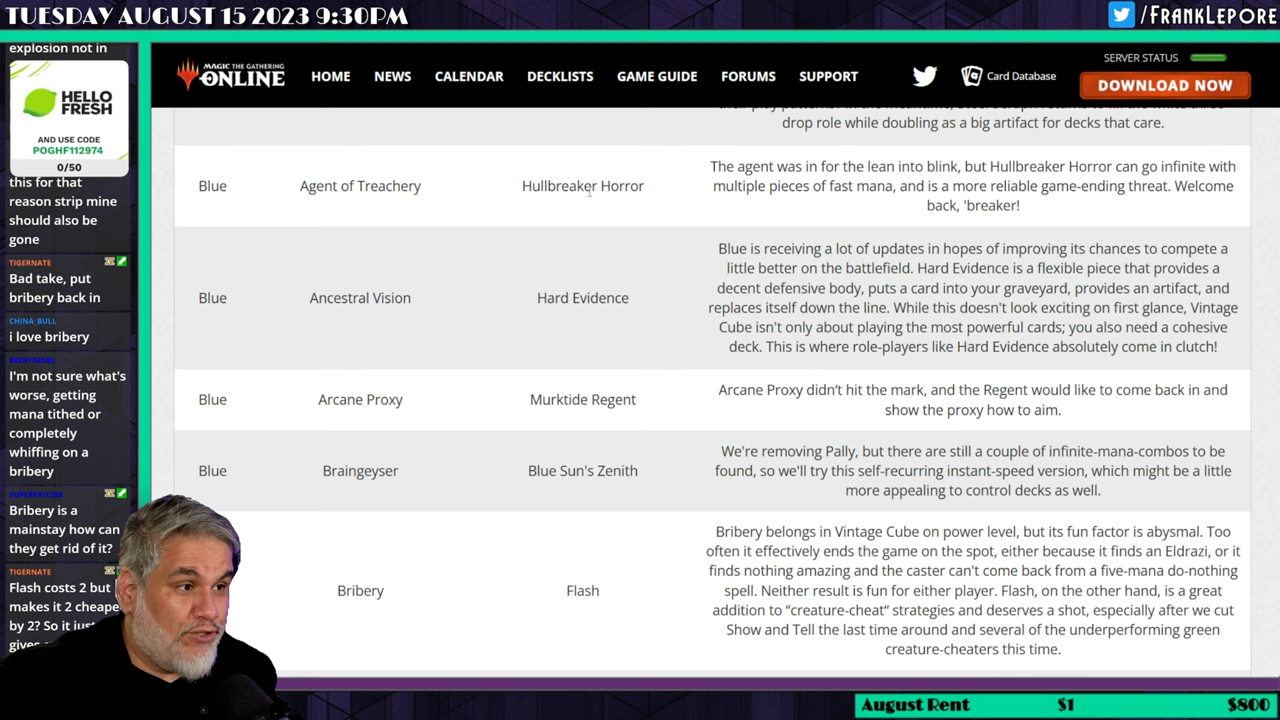 TUESDAY AUGUST 15 2023 9:30PM
/FRANKLEPORE
explosion not in
HELLO
FRESH
AND USE CODE
POGHF112974
0/50
this for that
reason strip mine
should also be
gone
TIGERNATE
Bad take, put
bribery back in
CHINA_BULL
i love bribery
I'm not sure what's
worse, getting
mana tithed or
completely
whiffing on a
bribery
Bribery is a
mainstay how can
they get rid of it?
TIGERNATE
Flash costs 2 but
makes it 2 cheape
by 2? So it just
gives
MAGIC THE GATHERING
ONLINE
HOME
NEWS
CALENDAR
DECKLISTS
GAME GUIDE
FORUMS
SUPPORT
Card Database
SERVER STATUS
DOWNLOAD NOW
drop role while doubling as a big artifact for decks that care.
Blue
Agent of Treachery
Hullbreaker Horror
The agent was in for the lean into blink, but Hullbreaker Horror can go infinite with
multiple pieces of fast mana, and is a more reliable game-ending threat. Welcome
back, 'breaker!
Blue
Ancestral Vision
Hard Evidence
Blue is receiving a lot of updates in hopes of improving its chances to compete a
little better on the battlefield. Hard Evidence is a flexible piece that provides a
decent defensive body, puts a card into your graveyard, provides an artifact, and
replaces itself down the line. While this doesn't look exciting on first glance, Vintage
Cube isn't only about playing the most powerful cards; you also need a cohesive
deck. This is where role-players like Hard Evidence absolutely come in clutch!
Blue
Arcane Proxy
Murktide Regent
Arcane Proxy didn't hit the mark, and the Regent would like to come back in and
show the proxy how to aim.
Blue
Braingeyser
Blue Sun's Zenith
We're removing Pally, but there are still a couple of infinite-mana-combos to be
found, so we'll try this self-recurring instant-speed version, which might be a little
more appealing to control decks as well.
Bribery
Flash
Bribery belongs in Vintage Cube on power level, but its fun factor is abysmal. Too
often it effectively ends the game on the spot, either because it finds an Eldrazi, or it
finds nothing amazing and the caster can't come back from a five-mana do-nothing
spell. Neither result is fun for either player. Flash, on the other hand, is a great
addition to “creature-cheat“ strategies and deserves a shot, especially after we cut
Show and Tell the last time around and several of the underperforming green
creature-cheaters this time.
August Rent
$1
$800